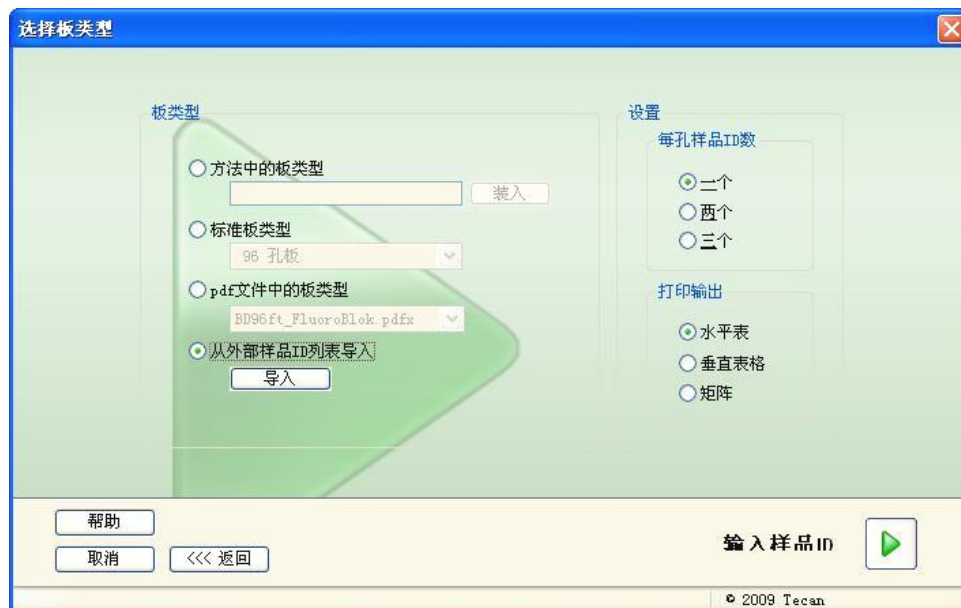 选择板类型
板类型
方法中的板类型
装入
标准板类型
96 孔板
pdf文件中的板类型
BD96ft_FluoroBlok.pdfx
从外部样品ID列表导入
导入
设置
每孔样品ID数
一个
两个
三个
打印输出
水平表
垂直表格
矩阵
帮助
取消
<<< 返回
输入样品ID
© 2009 Tecan